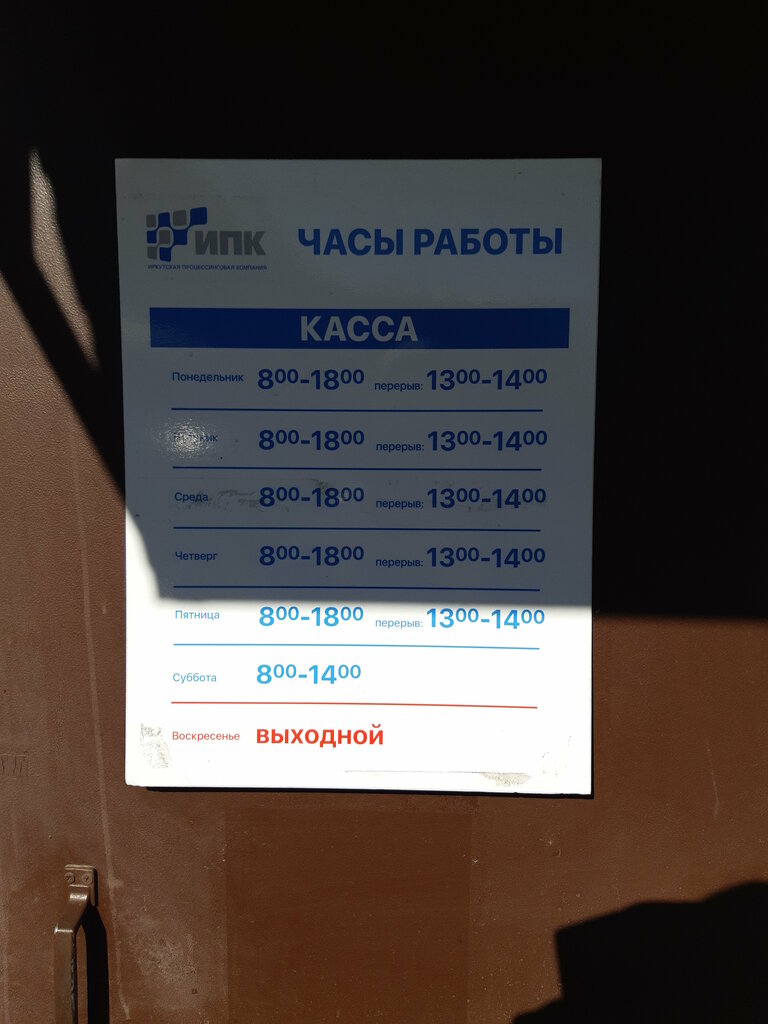 ИПК
ИРКУТСКАЯ ПРОЦЕССИНГОВАЯ КОМПАНИЯ
ЧАСЫ РАБОТЫ
КАССА
Понедельник 8⁰⁰-18⁰⁰ перерыв: 13⁰⁰-14⁰⁰
8⁰⁰-18⁰⁰ перерыв: 13⁰⁰-14⁰⁰
Среда 8⁰⁰-18⁰⁰ перерыв: 13⁰⁰-14⁰⁰
Четверг 8⁰⁰-18⁰⁰ перерыв: 13⁰⁰-14⁰⁰
Пятница 8⁰⁰-18⁰⁰ перерыв: 13⁰⁰-14⁰⁰
Суббота 8⁰⁰-14⁰⁰
Воскресенье ВЫХОДНОЙ